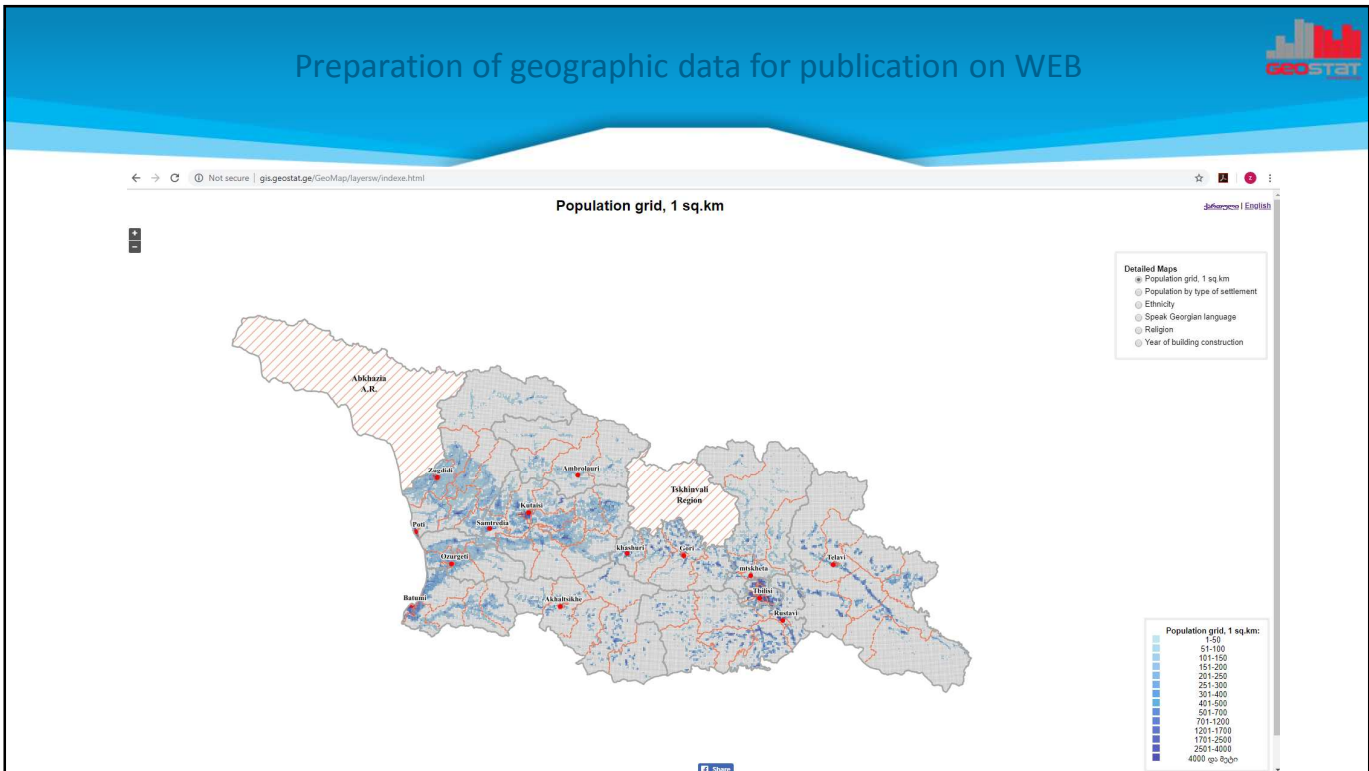 Preparation of geographic data for publication on WEB
GEOSTAT
Not secure | gis.geostat.ge/GeoMap/layersw/indexe.html
z
Population grid, 1 sq.km
ქართული | English
+
−
Detailed Maps
Population grid, 1 sq.km
Population by type of settlement
Ethnicity
Speak Georgian language
Religion
Year of building construction
Abkhazia
A.R.
Zugdidi
Ambrolauri
Tskhinvali
Region
Kutaisi
Poti
Samtredia
khashuri
Gori
Ozurgeti
mtskheta
Telavi
Batumi
Akhaltsikhe
Tbilisi
Rustavi
Population grid, 1 sq.km:
1-50
51-100
101-150
151-200
201-250
251-300
301-400
401-500
501-700
701-1200
1201-1700
1701-2500
2501-4000
4000 და მეტი
Share